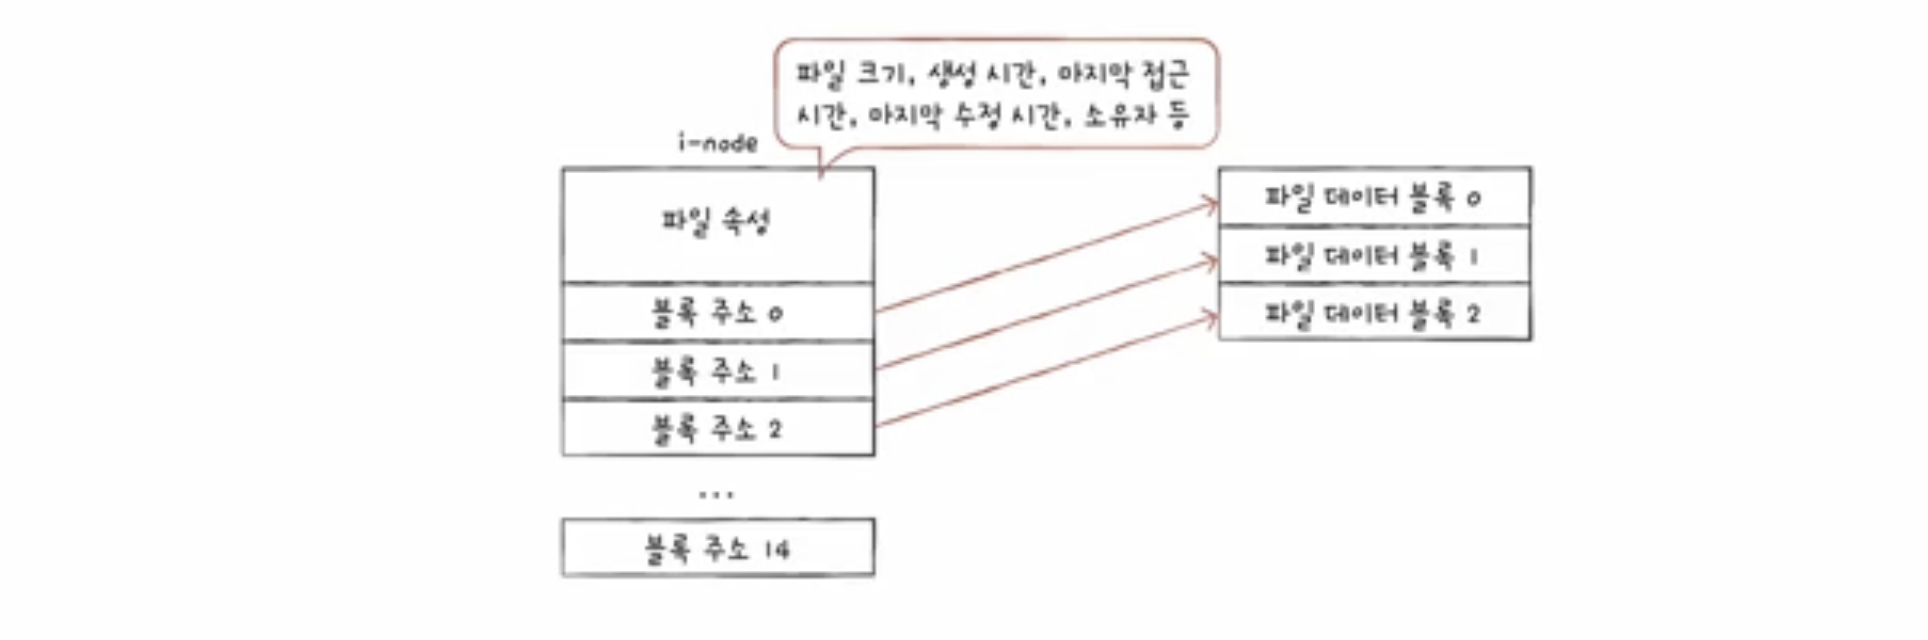 파일 크기, 생성 시간, 마지막 접근
시간, 마지막 수정 시간, 소유자 등
i-node
파일 속성
블록 주소 0
블록 주소 1
블록 주소 2
...
블록 주소 14
파일 데이터 블록 0
파일 데이터 블록 1
파일 데이터 블록 2